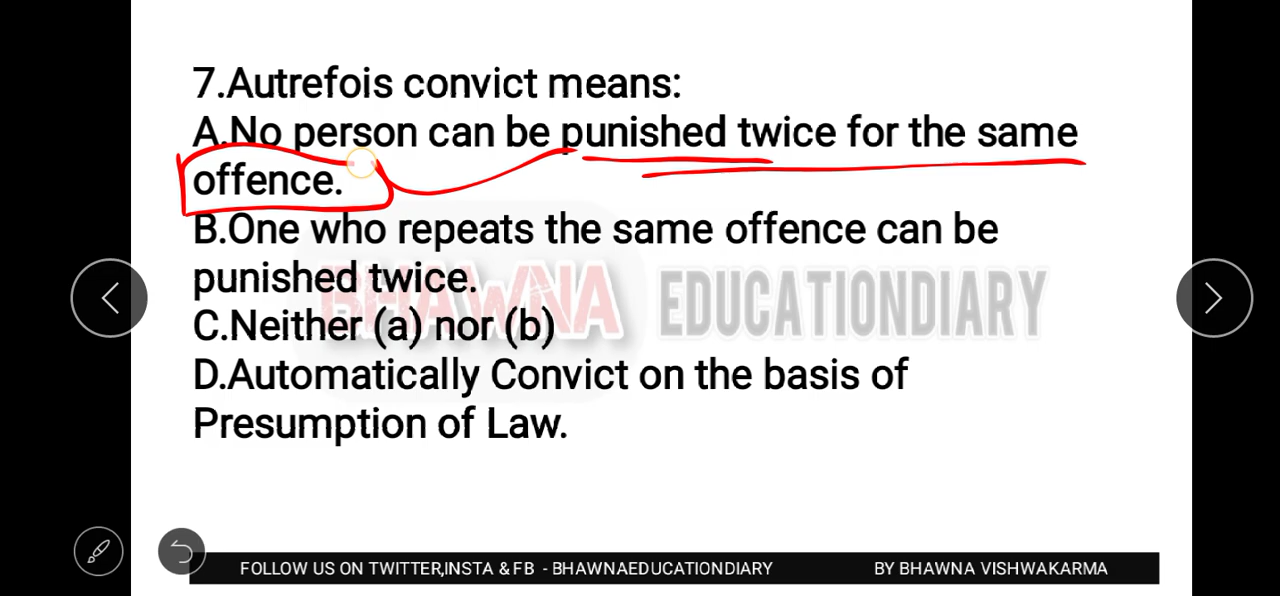 7.Autrefois convict means:
A.No person can be punished twice for the same
offence.
B.One who repeats the same offence can be
punished twice.
C.Neither (a) nor (b)
D.Automatically Convict on the basis of
Presumption of Law.
BHAWNA EDUCATIONDIARY
FOLLOW US ON TWITTER,INSTA & FB - BHAWNAEDUCATIONDIARY BY BHAWNA VISHWAKARMA